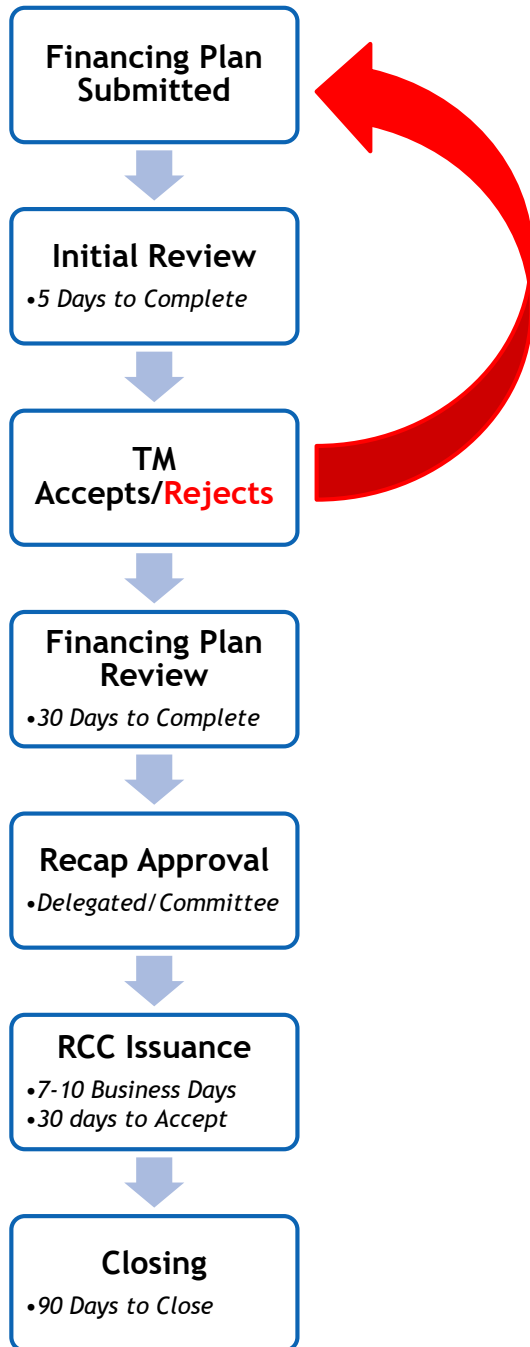 Financing Plan
Submitted
Initial Review
•5 Days to Complete
TM
Accepts/Rejects
Financing Plan
Review
•30 Days to Complete
Recap Approval
•Delegated/Committee
RCC Issuance
•7-10 Business Days
•30 days to Accept
Closing
•90 Days to Close